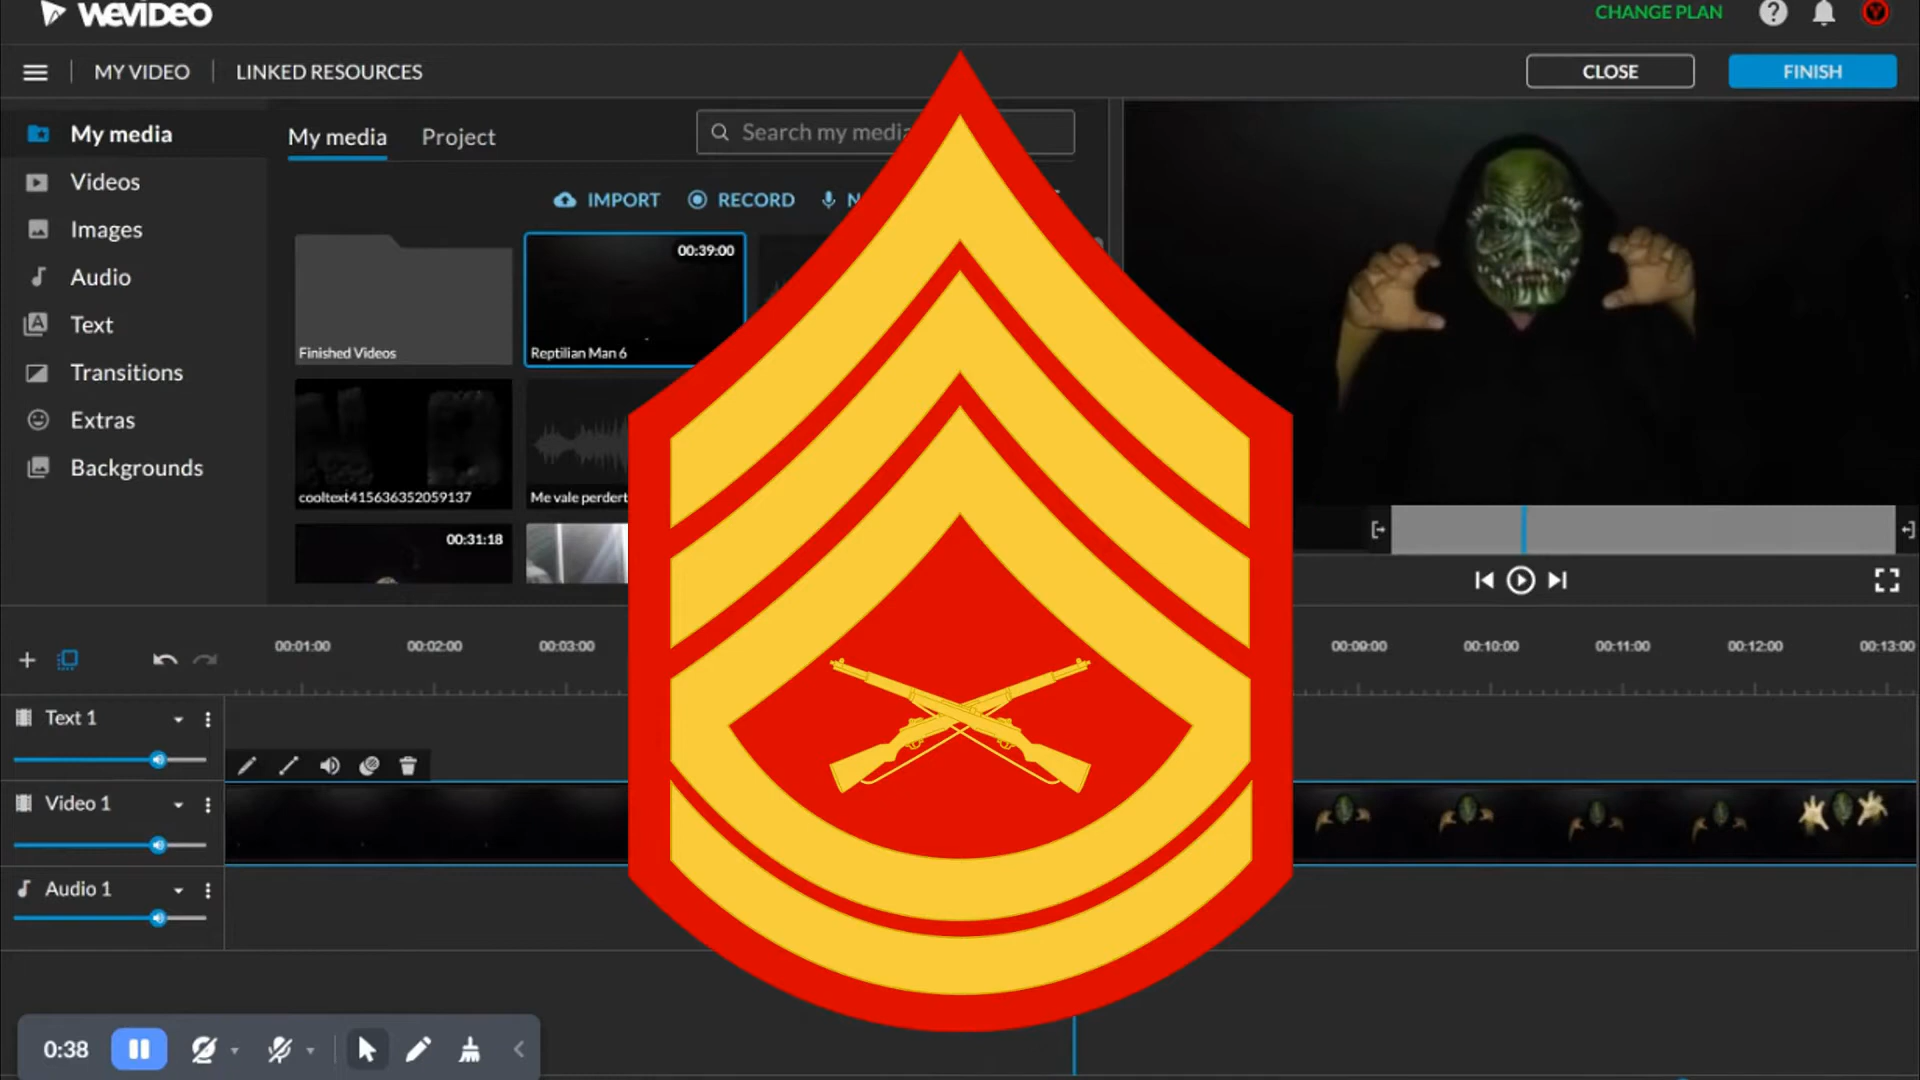 WEVIDEO
CHANGE PLAN
MY VIDEO
LINKED RESOURCES
CLOSE
FINISH
My media
Videos
Images
Audio
Text
Transitions
Extras
Backgrounds
My media
Project
Search my media
IMPORT
RECORD
Finished Videos
00:39:00
Reptilian Man 6
cooltext415636352059137
Me vale perdert
00:31:18
00:01:00
00:02:00
00:03:00
00:09:00
00:10:00
00:11:00
00:12:00
00:13:00
Text 1
Video 1
Audio 1
0:38